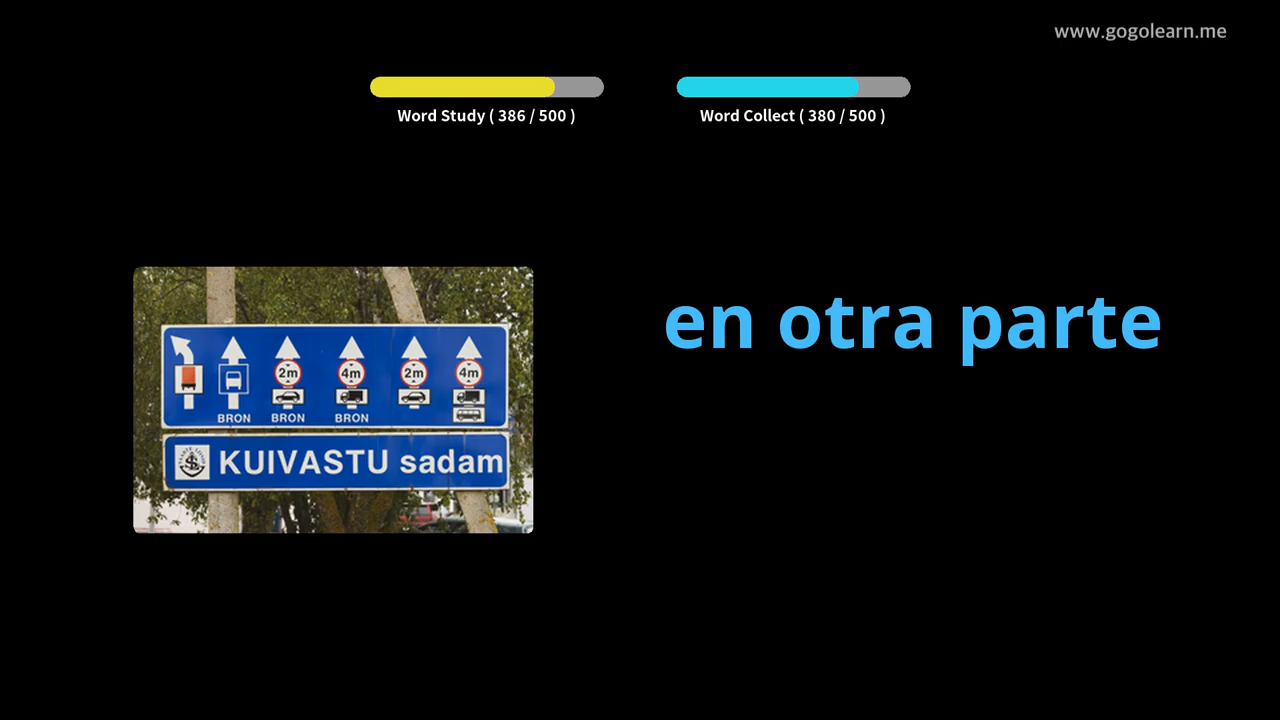 www.gogolearn.me
Word Study ( 386 / 500 )
Word Collect ( 380 / 500 )
en otra parte
2m 4m 2m 4m
BRON BRON BRON
KUIVASTU sadam